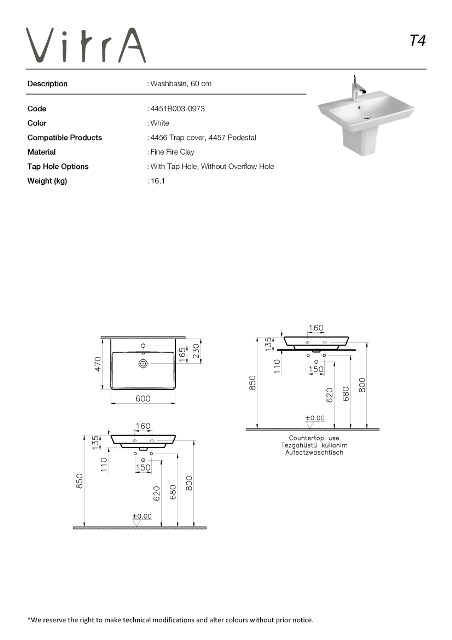 VitrA
T4
Description : Washbasin, 60 cm
Code : 4451B003-0973
Color : White
Compatible Products : 4456 Trap cover, 4457 Pedestal
Material : Fine Fire Clay
Tap Hole Options : With Tap Hole, Without Overflow Hole
Weight (kg) : 16,1
470
165
230
600
160
135
110
150
850
620
680
800
±0.00
160
135
110
150
850
620
680
800
±0.00
Countertop use
Tezgahüstü kullanım
Aufsatzwaschtisch
*We reserve the right to make technical modifications and alter colours without prior notice.